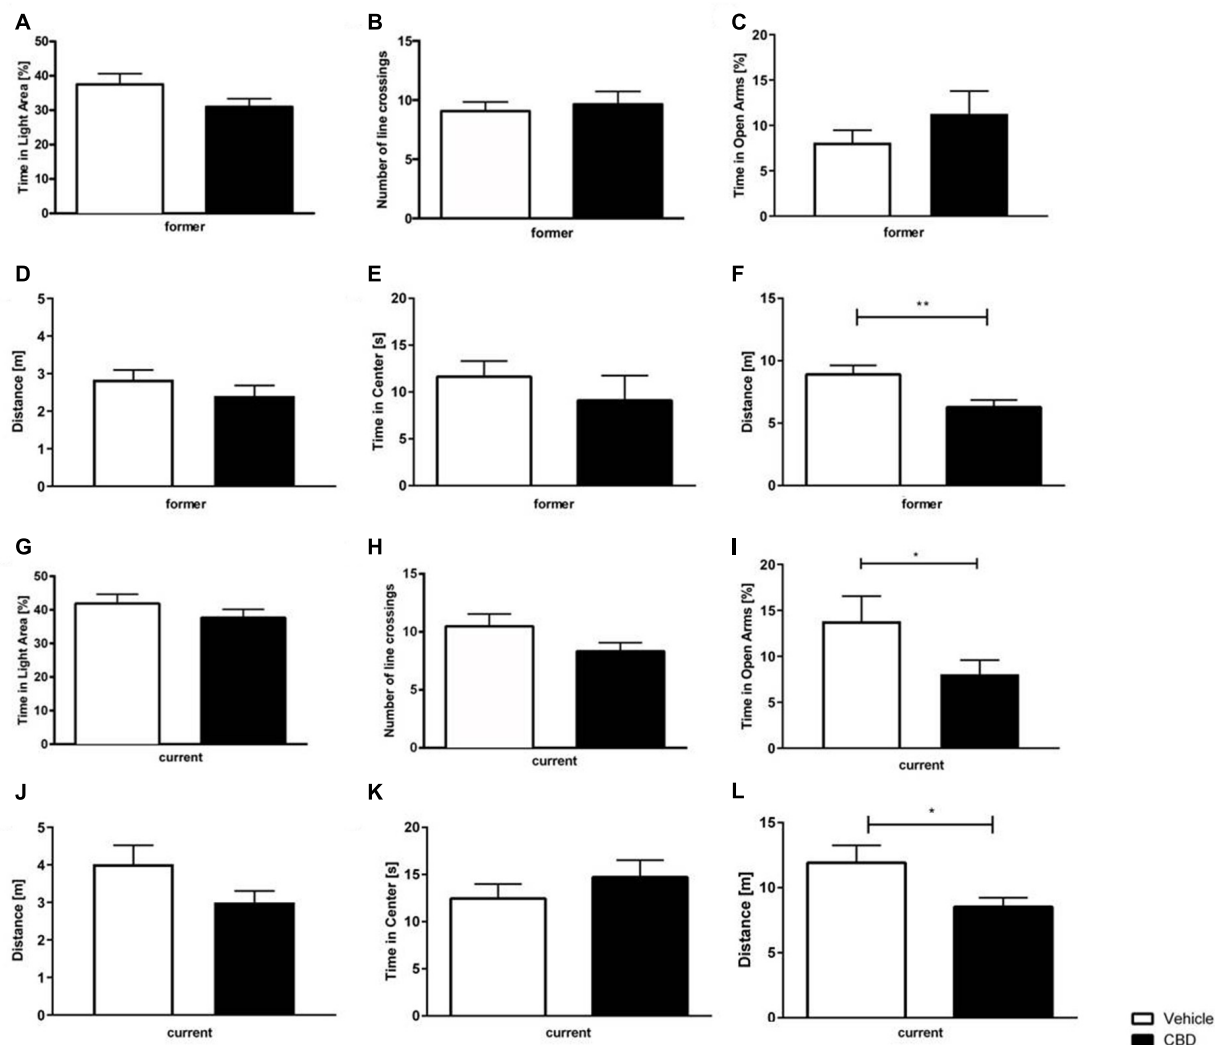 A
B
C
Time in Light Area [%]
50
40
30
20
10
0
former
Number of line crossings
15
10
5
0
former
Time in Open Arms [%]
20
15
10
5
0
former
D
E
F
Distance [m]
5
4
3
2
1
0
former
Time in Center [s]
20
15
10
5
0
former
Distance [m]
15
10
5
0
**
former
G
H
I
Time in Light Area [%]
50
40
30
20
10
0
current
Number of line crossings
15
10
5
0
current
Time in Open Arms [%]
20
15
10
5
0
*
current
J
K
L
Distance [m]
5
4
3
2
1
0
current
Time in Center [s]
20
15
10
5
0
current
Distance [m]
15
10
5
0
*
current
Vehicle
CBD